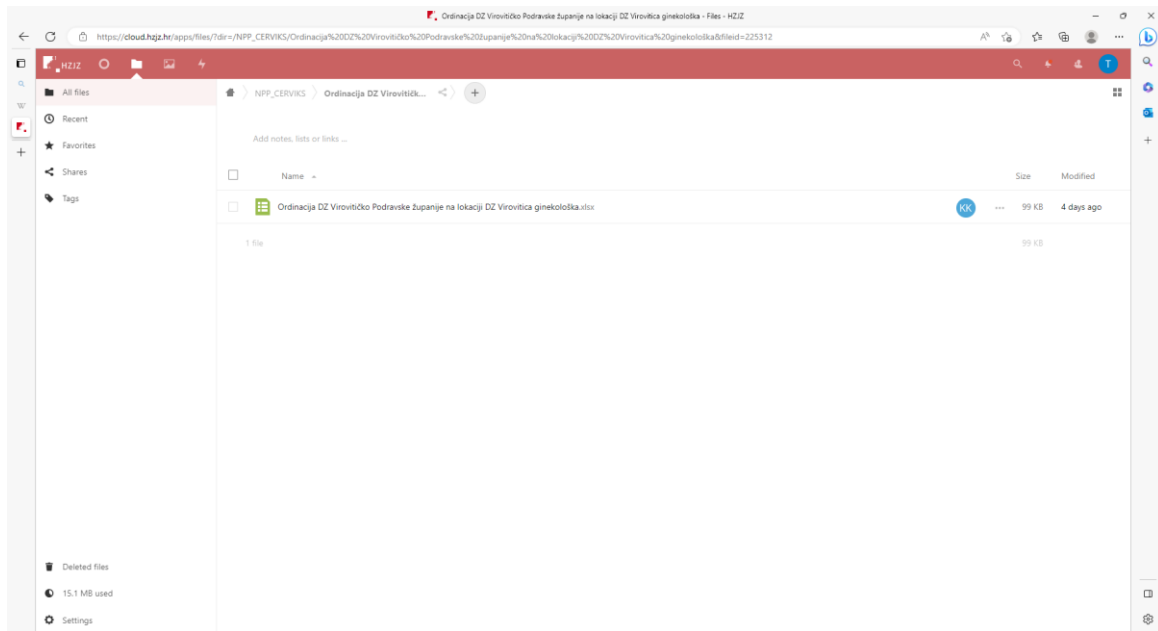 Ordinacija DZ Virovitičko Podravske županije na lokaciji DZ Virovitica ginekološka - Files - HZJZ
https://cloud.hzjz.hr/apps/files/?dir=/NPP_CERVIKS/Ordinacija%20DZ%20Virovitičko%20Podravske%20županije%20na%20lokaciji%20DZ%20Virovitica%20ginekološka&fileid=225312
HZJZ
T
All files
NPP_CERVIKS
Ordinacija DZ Virovitičk...
Recent
Favorites
Add notes, lists or links ...
Shares
Name
Size
Modified
Tags
Ordinacija DZ Virovitičko Podravske županije na lokaciji DZ Virovitica ginekološka.xlsx
KK
99 KB
4 days ago
1 file
99 KB
Deleted files
15.1 MB used
Settings